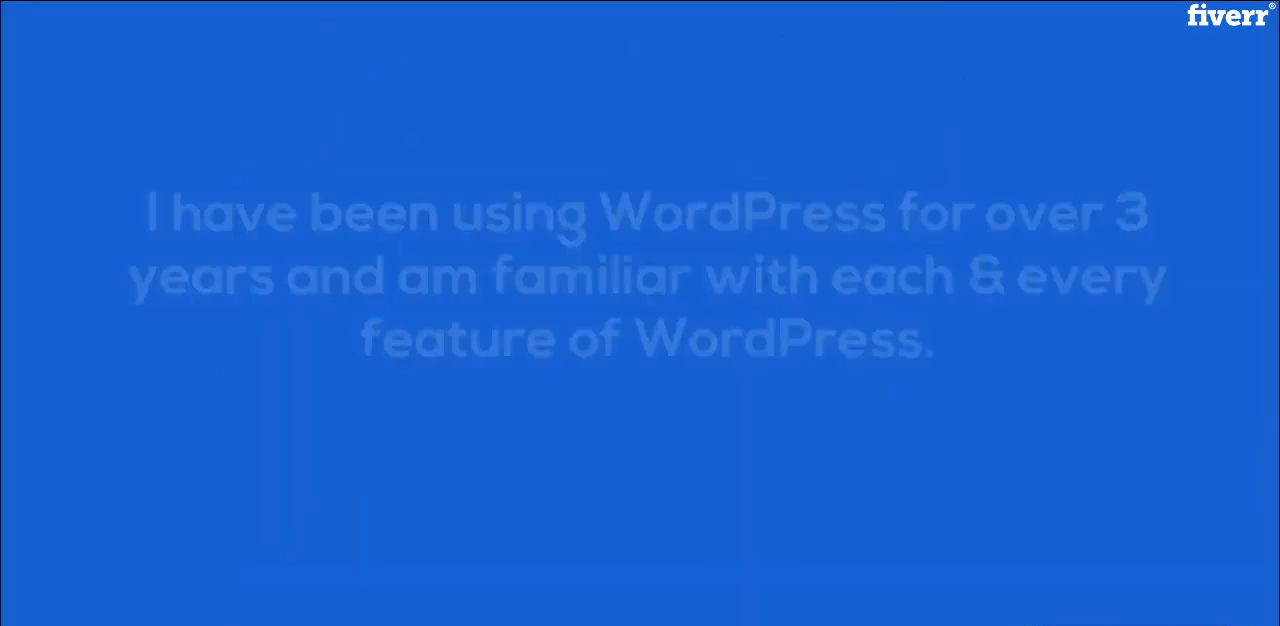 fiverr®
I have been using WordPress for over 3
years and am familiar with each & every
feature of WordPress.